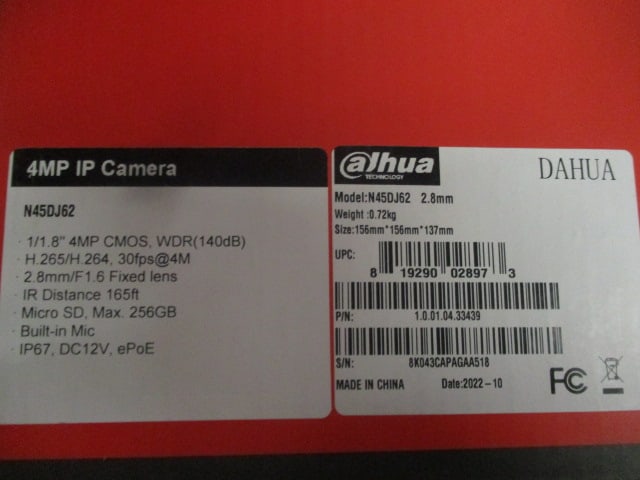 4MP IP Camera
N45DJ62
· 1/1.8" 4MP CMOS, WDR(140dB)
· H.265/H.264, 30fps@4M
· 2.8mm/F1.6 Fixed lens
· IR Distance 165ft
· Micro SD, Max. 256GB
· Built-in Mic
· IP67, DC12V, ePoE
alhua
TECHNOLOGY
DAHUA
Model:N45DJ62 2.8mm
Weight :0.72kg
Size:156mm*156mm*137mm
UPC:
8 19290 02897 3
P/N: 1.0.01.04.33439
S/N: 8K043CAPAGAA518
MADE IN CHINA Date:2022-10
FC